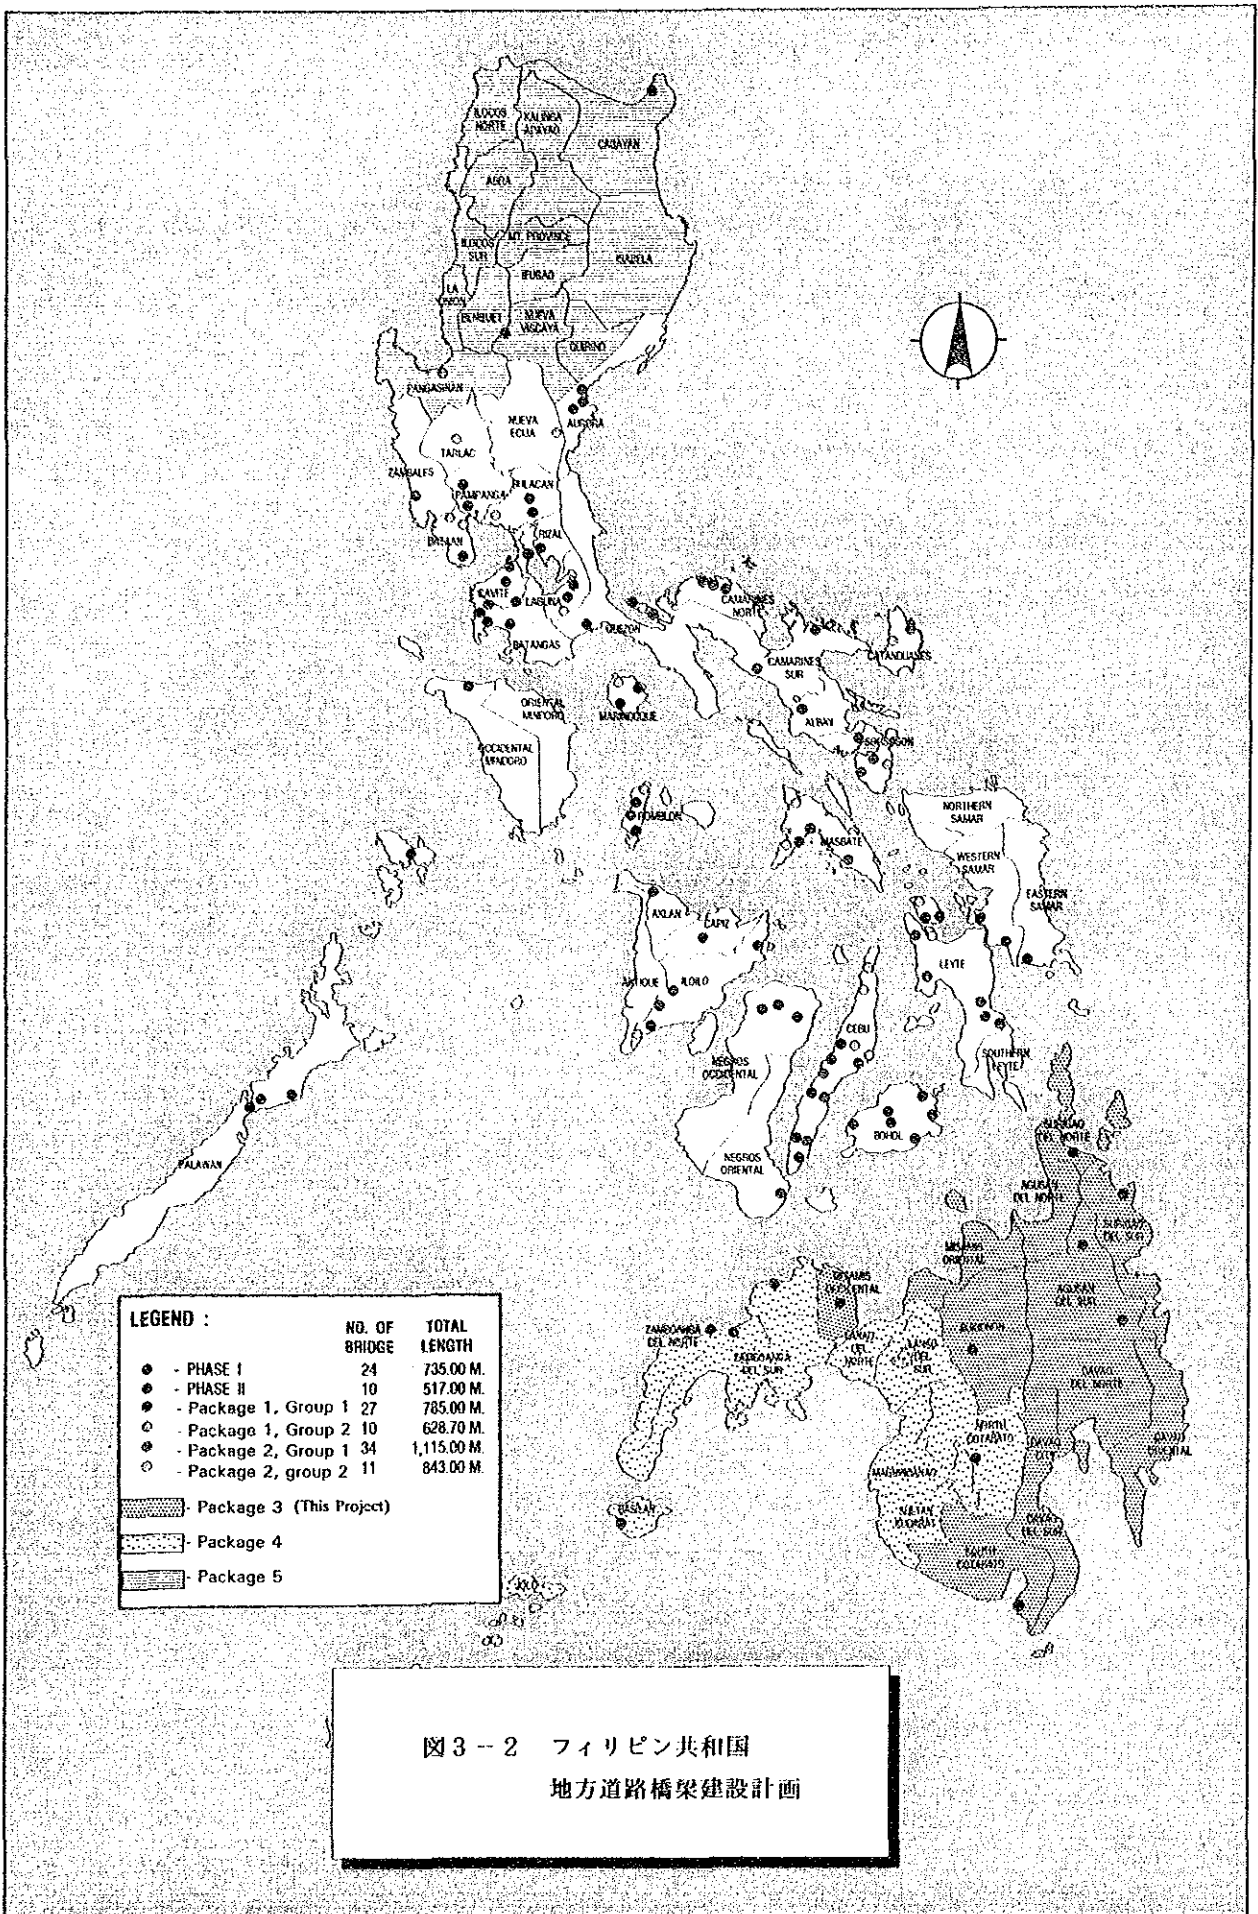 ILOCOS
NORTE
KALINGA
APAYAO
CAGAYAN
ABRA
ILOCOS
SUR
MT. PROVINCE
IFUGAO
ISABELA
LA
UNION
BENGUET
NUEVA
VISCAYA
QUIRINO
PANGASINAN
NUEVA
ECIJA
AURORA
TARLAC
ZAMBALES
PAMPANGA
BULACAN
BATAAN
RIZAL
CAVITE
LAGUNA
BATANGAS
QUEZON
CAMARINES
NORTE
CAMARINES
SUR
CATANDUANES
ALBAY
SORSOGON
ORIENTAL
MINDORO
OCCIDENTAL
MINDORO
MARINDUQUE
ROMBLON
MASBATE
NORTHERN
SAMAR
WESTERN
SAMAR
EASTERN
SAMAR
AKLAN
CAPIZ
ANTIQUE
ILOILO
LEYTE
CEBU
SOUTHERN
LEYTE
NEGROS
OCCIDENTAL
BOHOL
NEGROS
ORIENTAL
PALAWAN
SURIGAO
DEL NORTE
AGUSAN
DEL NORTE
SURIGAO
DEL SUR
MISAMIS
ORIENTAL
AGUSAN
DEL SUR
MISAMIS
OCCIDENTAL
ZAMBOANGA
DEL NORTE
ZAMBOANGA
DEL SUR
LANAO
DEL
NORTE
LANAO
DEL
SUR
BUKIDNON
DAVAO
DEL NORTE
NORTH
COTABATO
DAVAO
CITY
DAVAO
ORIENTAL
MAGUINDANAO
SULTAN
KUDARAT
DAVAO
DEL SUR
SOUTH
COTABATO
BASILAN
JOLO
LEGEND :
NO. OF BRIDGE TOTAL LENGTH
- PHASE I 24 735.00 M.
- PHASE II 10 517.00 M.
- Package 1, Group 1 27 785.00 M.
- Package 1, Group 2 10 628.70 M.
- Package 2, Group 1 34 1,115.00 M.
- Package 2, group 2 11 843.00 M.
- Package 3 (This Project)
- Package 4
- Package 5
図3－2 フィリピン共和国
地方道路橋梁建設計画